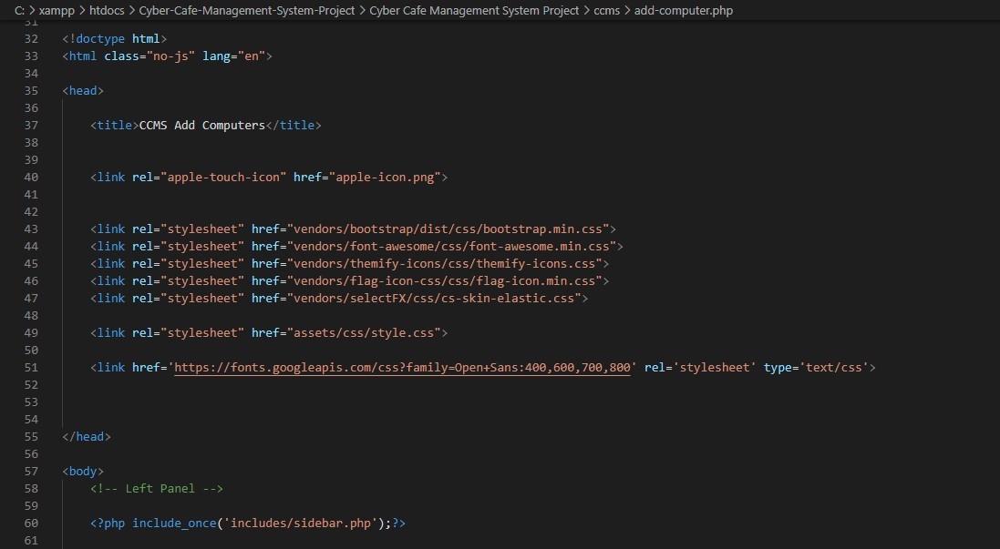 C: > xampp > htdocs > Cyber-Cafe-Management-System-Project > Cyber Cafe Management System Project > ccms > add-computer.php
31
32 <!doctype html>
33 <html class="no-js" lang="en">
34
35 <head>
36
37 <title>CCMS Add Computers</title>
38
39
40 <link rel="apple-touch-icon" href="apple-icon.png">
41
42
43 <link rel="stylesheet" href="vendors/bootstrap/dist/css/bootstrap.min.css">
44 <link rel="stylesheet" href="vendors/font-awesome/css/font-awesome.min.css">
45 <link rel="stylesheet" href="vendors/themify-icons/css/themify-icons.css">
46 <link rel="stylesheet" href="vendors/flag-icon-css/css/flag-icon.min.css">
47 <link rel="stylesheet" href="vendors/selectFX/css/cs-skin-elastic.css">
48
49 <link rel="stylesheet" href="assets/css/style.css">
50
51 <link href='https://fonts.googleapis.com/css?family=Open+Sans:400,600,700,800' rel='stylesheet' type='text/css'>
52
53
54
55 </head>
56
57 <body>
58 <!-- Left Panel -->
59
60 <?php include_once('includes/sidebar.php');?>
61